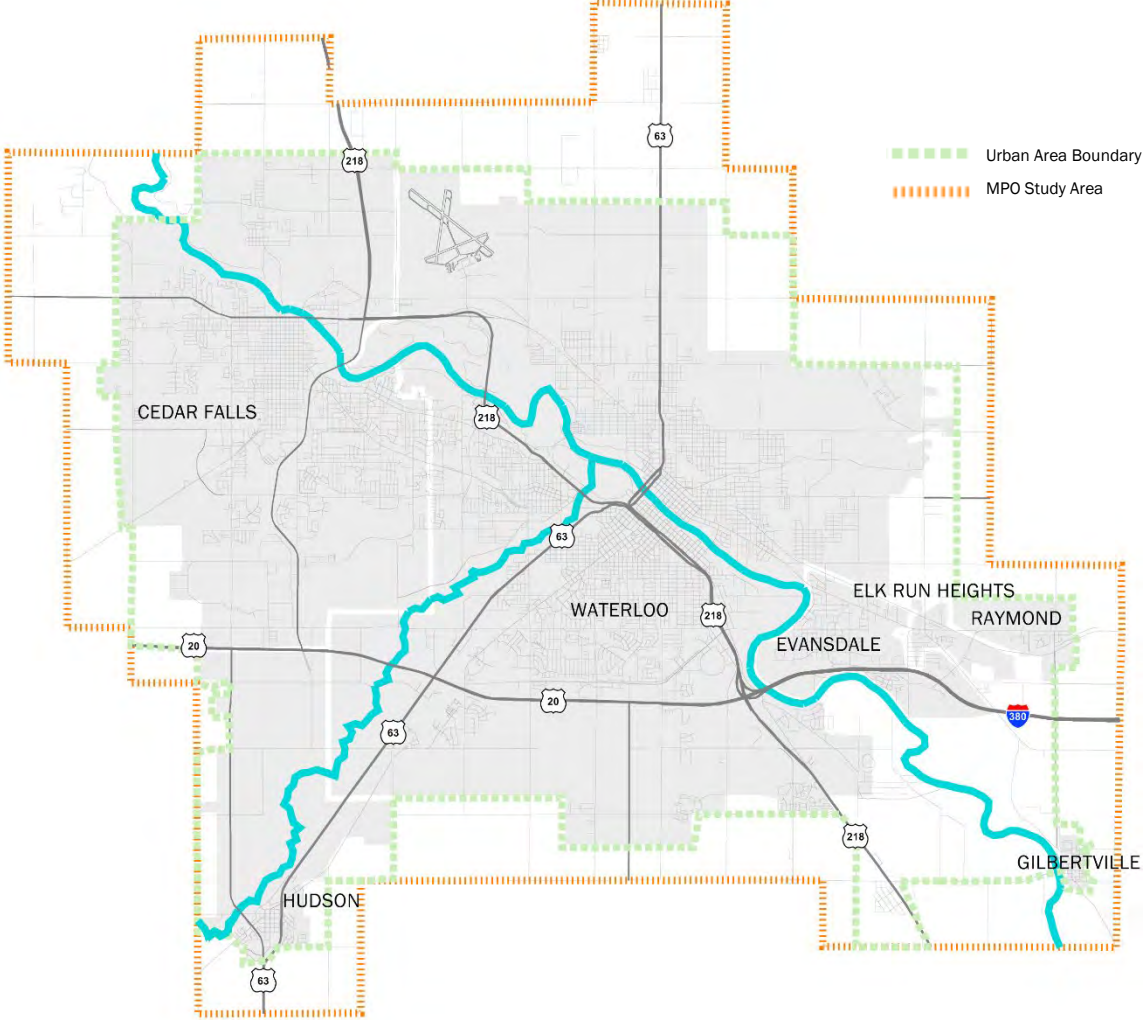 63
218
Urban Area Boundary
MPO Study Area
CEDAR FALLS
218
63
ELK RUN HEIGHTS
WATERLOO
218
RAYMOND
EVANSDALE
20
20
380
63
218
GILBERTVILLE
HUDSON
63